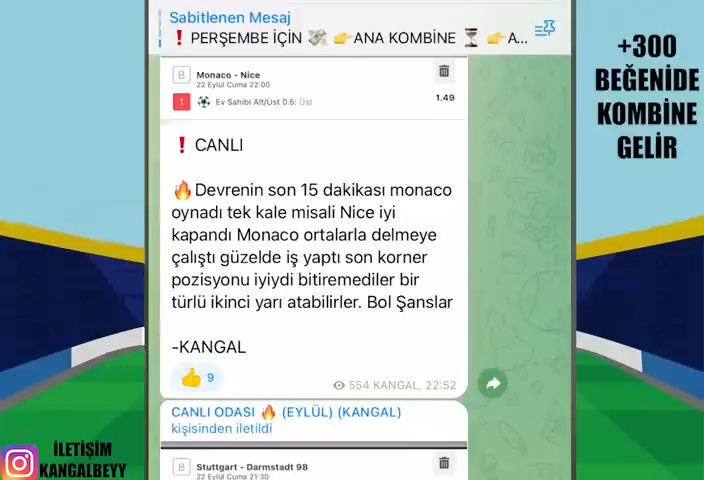 Sabitlenen Mesaj
❗ PERŞEMBE İÇİN 💸 👉ANA KOMBİNE ⏳ 👉A...
+300
BEĞENİDE
KOMBİNE
GELİR
B Monaco - Nice
22 Eylül Cuma 22:00
1 ⚽ Ev Sahibi Alt/Üst 0.5: Üst 1.49
❗ CANLI
🔥Devrenin son 15 dakikası monaco
oynadı tek kale misali Nice iyi
kapandı Monaco ortalarla delmeye
çalıştı güzelde iş yaptı son korner
pozisyonu iyiydi bitiremediler bir
türlü ikinci yarı atabilirler. Bol Şanslar
-KANGAL
👍 9
554 KANGAL, 22:52
CANLI ODASI 🔥 (EYLÜL) (KANGAL)
kişisinden iletildi
B Stuttgart - Darmstadt 98
22 Eylül Cuma 21:30
İLETİŞİM
KANGALBEYY